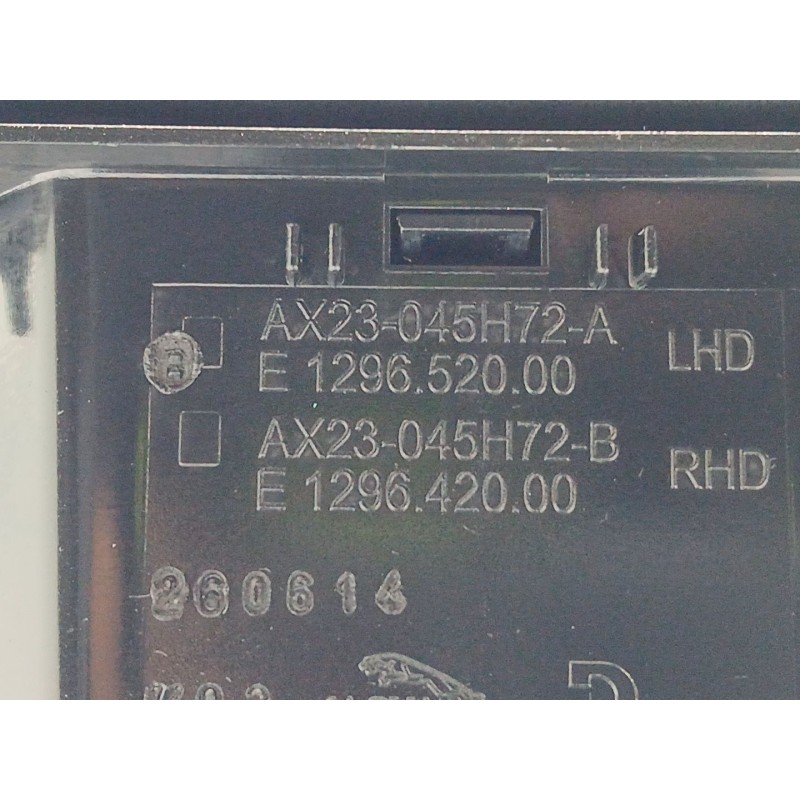 AX23-045H72-A LHD
E 1296.520.00
AX23-045H72-B RHD
E 1296.420.00
260614